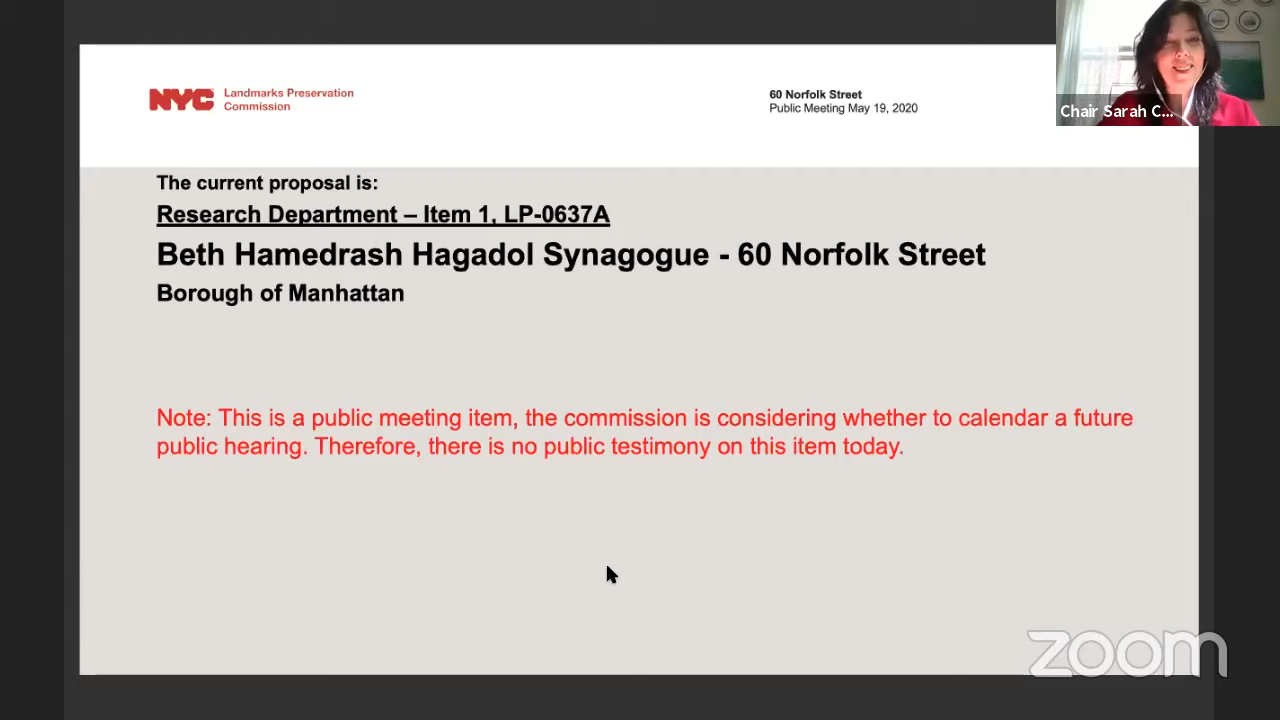 NYC
Landmarks Preservation
Commission
60 Norfolk Street
Public Meeting May 19, 2020
Chair Sarah C...
The current proposal is:
Research Department – Item 1, LP-0637A
Beth Hamedrash Hagadol Synagogue - 60 Norfolk Street
Borough of Manhattan
Note: This is a public meeting item, the commission is considering whether to calendar a future
public hearing. Therefore, there is no public testimony on this item today.
zoom